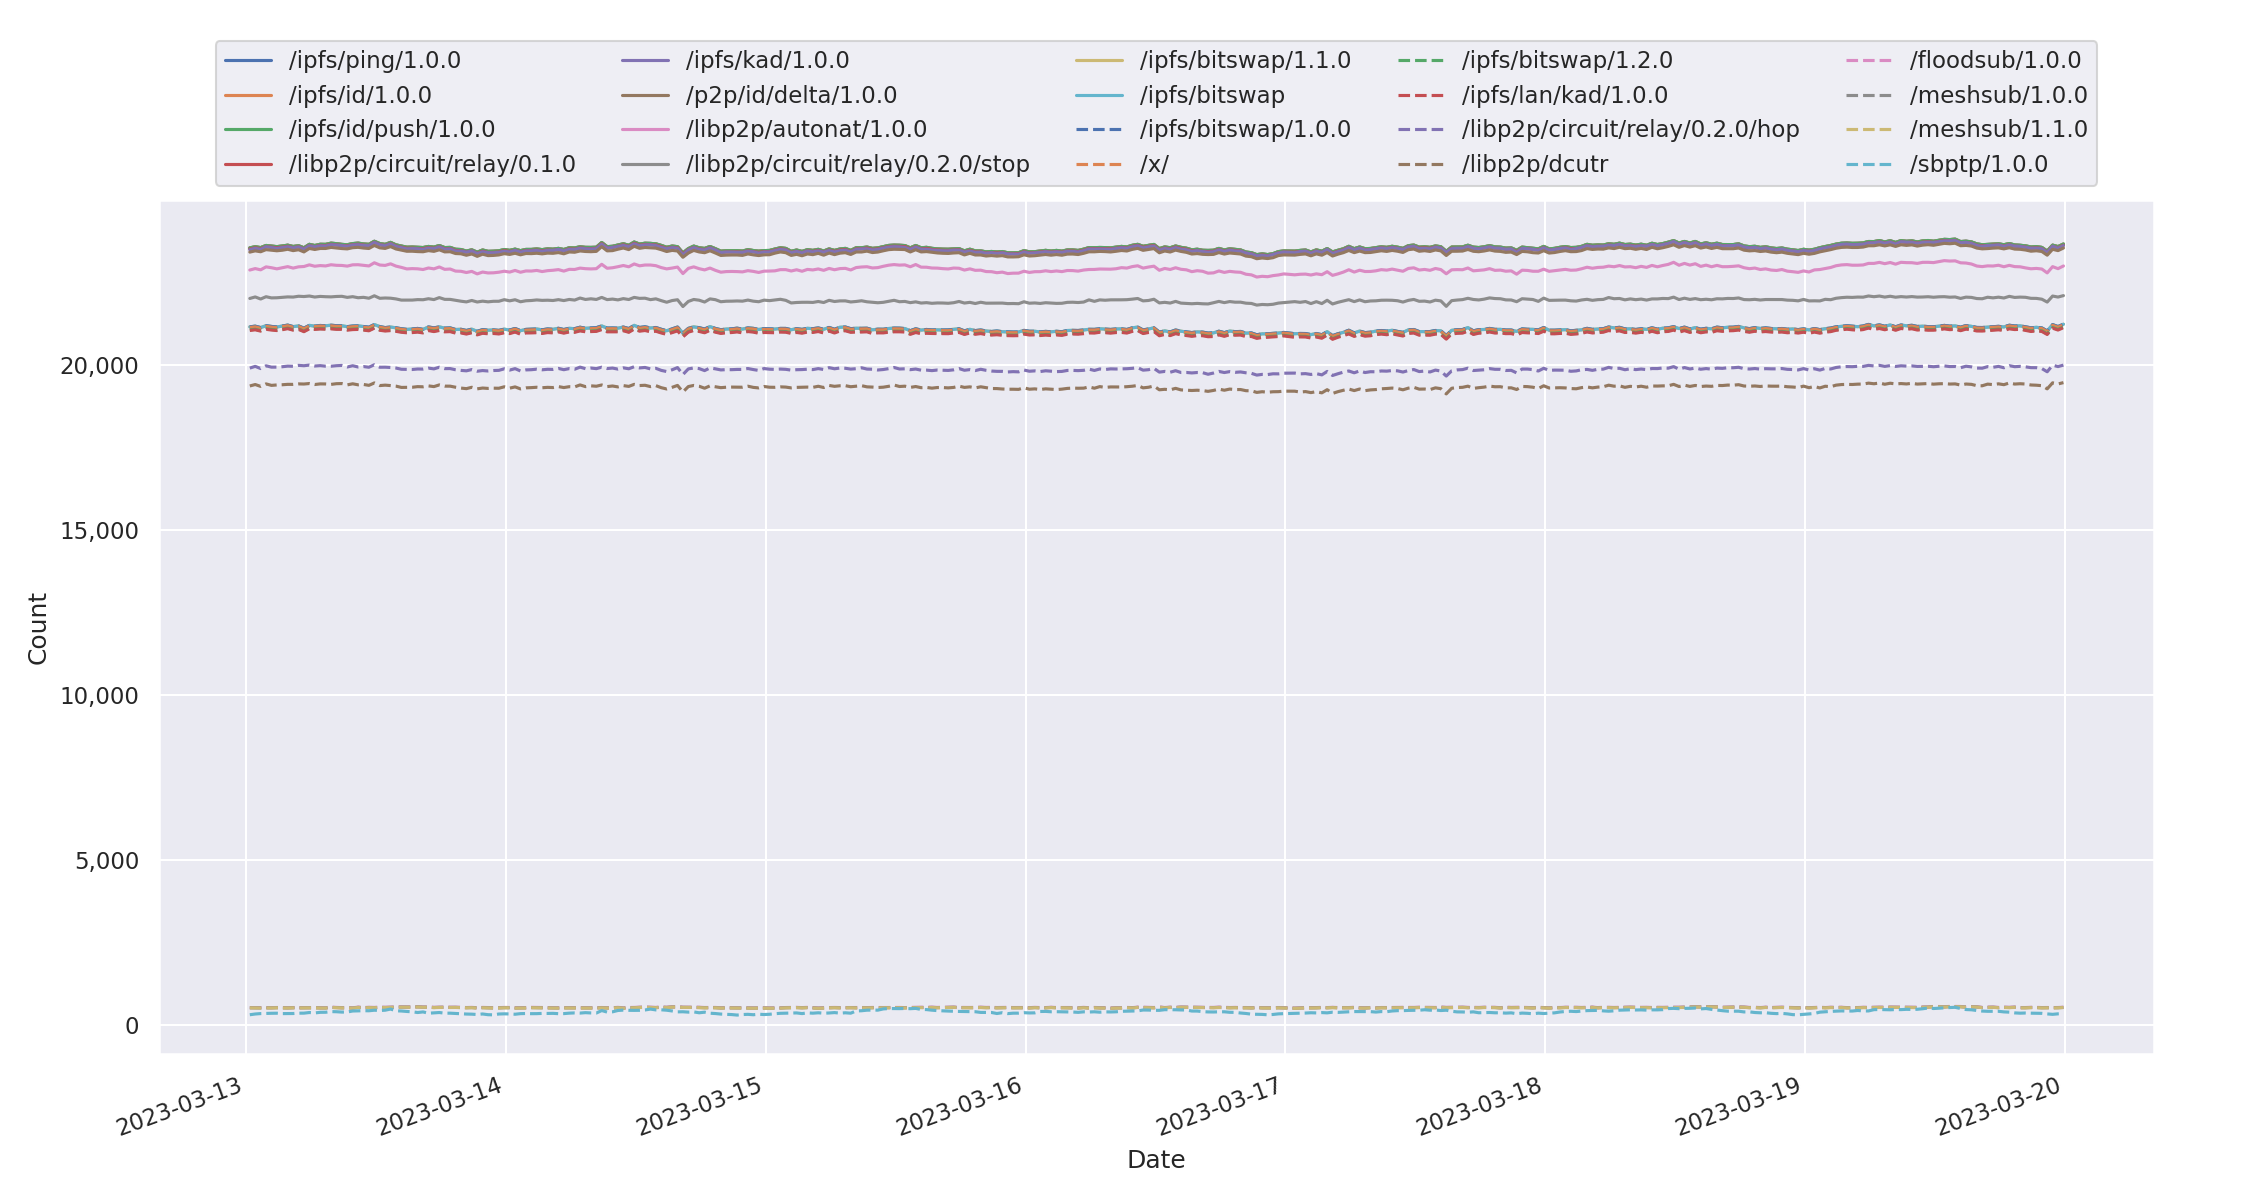 /ipfs/ping/1.0.0
/ipfs/id/1.0.0
/ipfs/id/push/1.0.0
/libp2p/circuit/relay/0.1.0
/ipfs/kad/1.0.0
/p2p/id/delta/1.0.0
/libp2p/autonat/1.0.0
/libp2p/circuit/relay/0.2.0/stop
/ipfs/bitswap/1.1.0
/ipfs/bitswap
/ipfs/bitswap/1.0.0
/x/
/ipfs/bitswap/1.2.0
/ipfs/lan/kad/1.0.0
/libp2p/circuit/relay/0.2.0/hop
/libp2p/dcutr
/floodsub/1.0.0
/meshsub/1.0.0
/meshsub/1.1.0
/sbptp/1.0.0
20,000
15,000
10,000
5,000
0
Count
2023-03-13
2023-03-14
2023-03-15
2023-03-16
2023-03-17
2023-03-18
2023-03-19
2023-03-20
Date